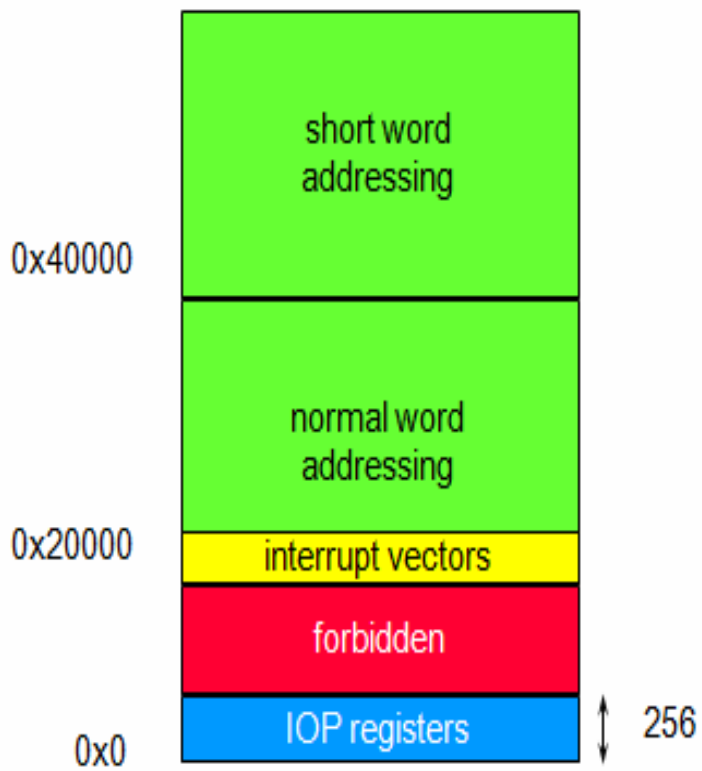 short word
addressing
0x40000
normal word
addressing
0x20000
interrupt vectors
forbidden
IOP registers
256
0x0